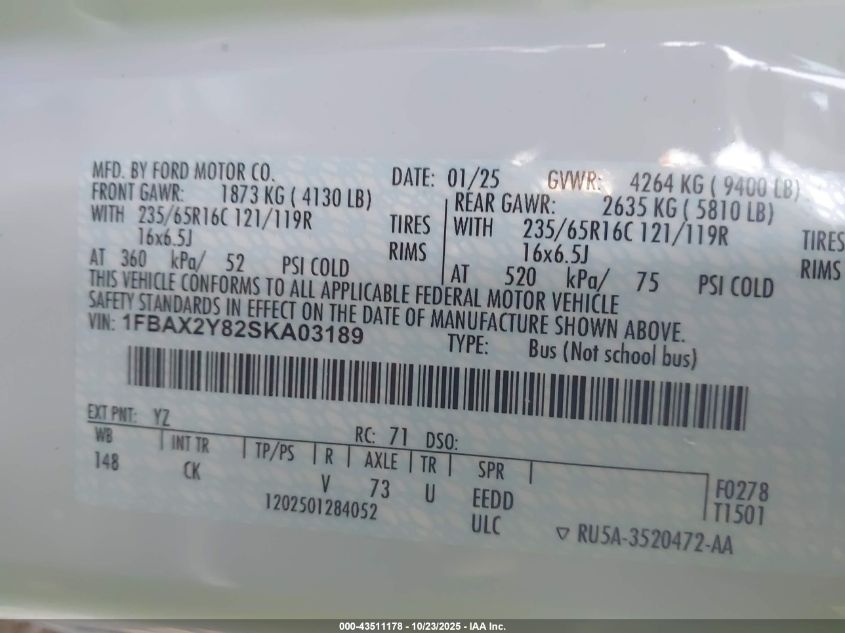 MFD. BY FORD MOTOR CO. DATE: 01/25 GVWR: 4264 KG ( 9400 LB)
FRONT GAWR: 1873 KG ( 4130 LB) REAR GAWR: 2635 KG ( 5810 LB)
WITH 235/65R16C 121/119R TIRES WITH 235/65R16C 121/119R TIRES
16x6.5J RIMS 16x6.5J RIMS
AT 360 kPa/ 52 PSI COLD AT 520 kPa/ 75 PSI COLD
THIS VEHICLE CONFORMS TO ALL APPLICABLE FEDERAL MOTOR VEHICLE
SAFETY STANDARDS IN EFFECT ON THE DATE OF MANUFACTURE SHOWN ABOVE.
VIN: 1FBAX2Y82SKA03189 TYPE: Bus (Not school bus)
EXT PNT: YZ RC: 71 DSO:
WB INT TR TP/PS R AXLE TR SPR
148 CK V 73 U EEDD F0278
1202501284052 ULC T1501
▽ RU5A-3520472-AA
000-43511178 - 10/23/2025 - IAA Inc.